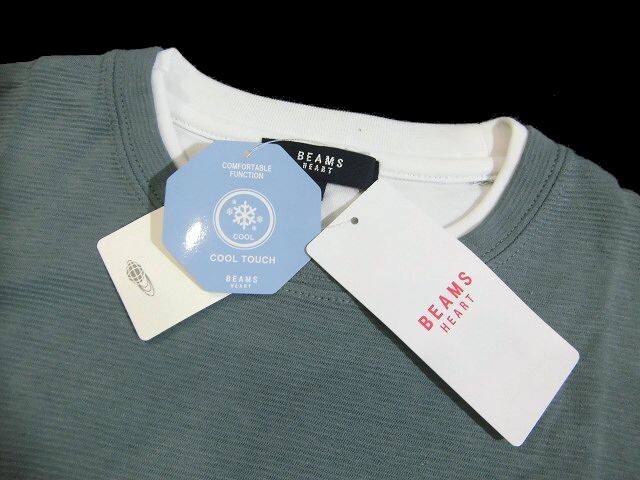 BEAMS
HEART
COMFORTABLE
FUNCTION
COOL
COOL TOUCH
BEAMS
HEART
BEAMS
HEART